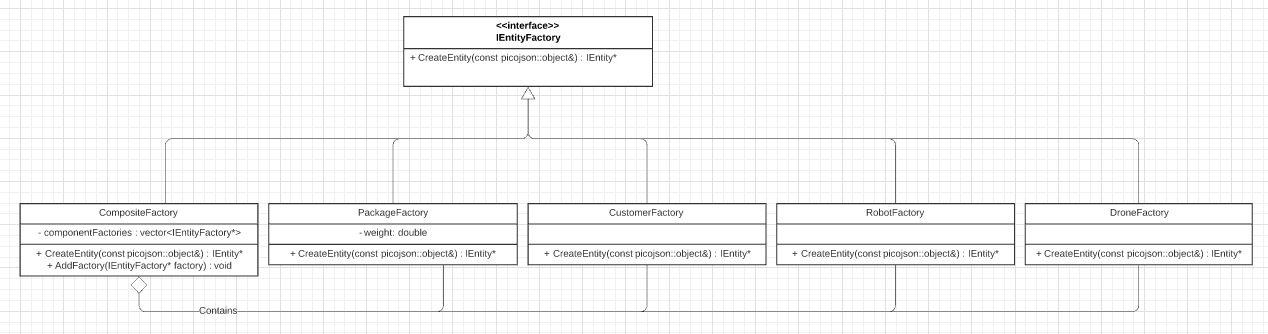 <<interface>>
IEntityFactory
+ CreateEntity(const picojson::object&) : IEntity*
CompositeFactory
- componentFactories : vector<IEntityFactory*>
+ CreateEntity(const picojson::object&) : IEntity*
+ AddFactory(IEntityFactory* factory) : void
PackageFactory
- weight: double
+ CreateEntity(const picojson::object&) : IEntity*
CustomerFactory
+ CreateEntity(const picojson::object&) : IEntity*
RobotFactory
+ CreateEntity(const picojson::object&) : IEntity*
DroneFactory
+ CreateEntity(const picojson::object&) : IEntity*
Contains